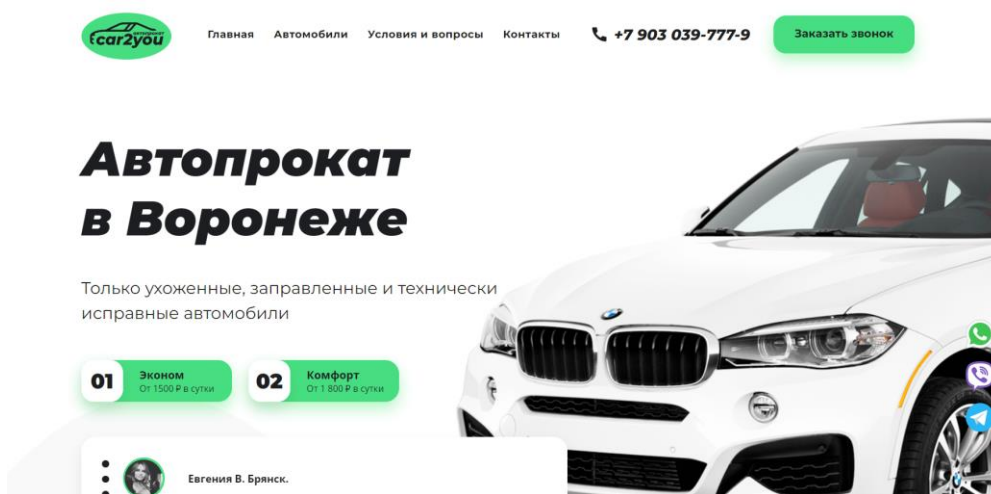 автопрокат
car2you
Главная Автомобили Условия и вопросы Контакты +7 903 039-777-9 Заказать звонок
Автопрокат
в Воронеже
Только ухоженные, заправленные и технически
исправные автомобили
01 Эконом
От 1500 ₽ в сутки
02 Комфорт
От 1 800 ₽ в сутки
Евгения В. Брянск.